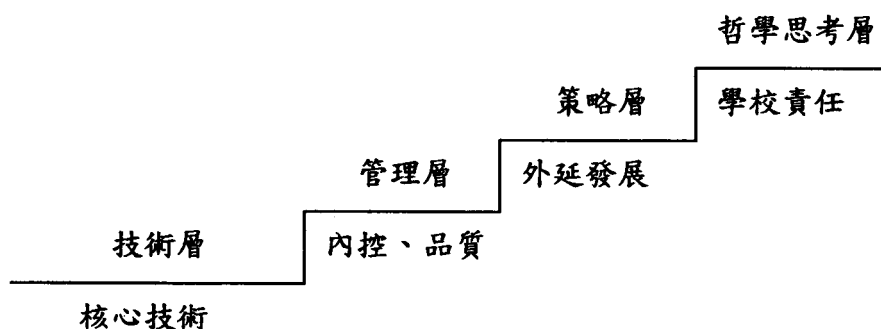 哲學思考層
策略層
學校責任
管理層
外延發展
技術層
內控、品質
核心技術